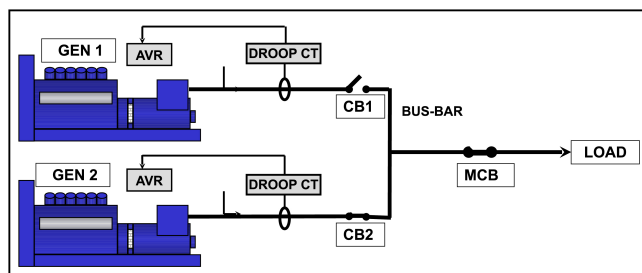 GEN 1
AVR
DROOP CT
CB1
BUS-BAR
GEN 2
AVR
DROOP CT
CB2
MCB
LOAD